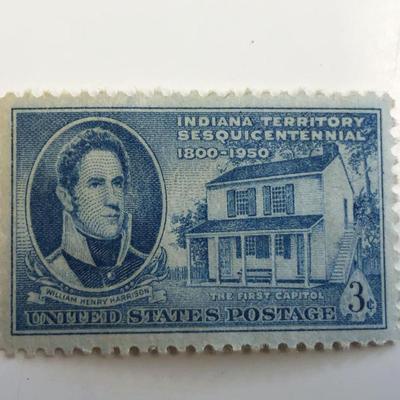 INDIANA TERRITORY
SESQUICENTENNIAL
1800-1950
WILLIAM HENRY HARRISON
THE FIRST CAPITOL
3¢
UNITED STATES POSTAGE